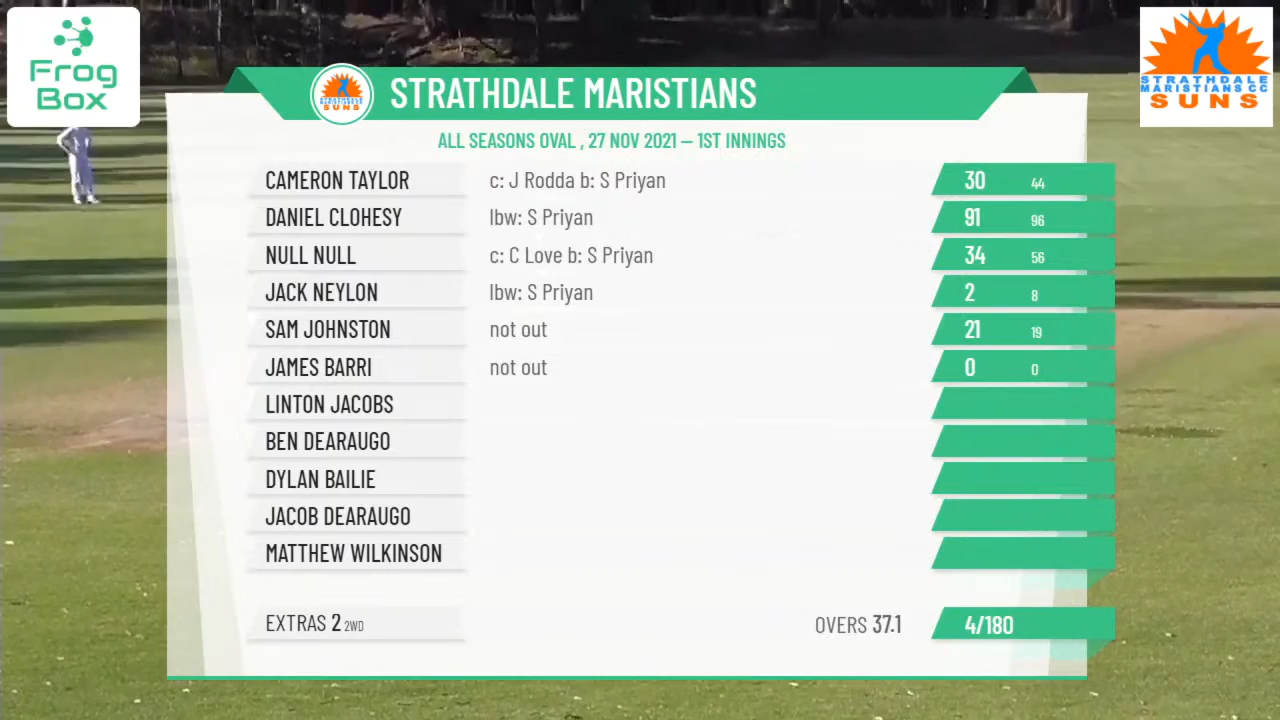 Frog
Box
STRATHDALE
MARISTIANS CC
SUNS
STRATHDALE MARISTIANS
ALL SEASONS OVAL , 27 NOV 2021 – 1ST INNINGS
CAMERON TAYLOR c: J Rodda b: S Priyan 30 44
DANIEL CLOHESY lbw: S Priyan 91 96
NULL NULL c: C Love b: S Priyan 34 56
JACK NEYLON lbw: S Priyan 2 8
SAM JOHNSTON not out 21 19
JAMES BARRI not out 0 0
LINTON JACOBS
BEN DEARAUGO
DYLAN BAILIE
JACOB DEARAUGO
MATTHEW WILKINSON
EXTRAS 2 2WD OVERS 37.1 4/180